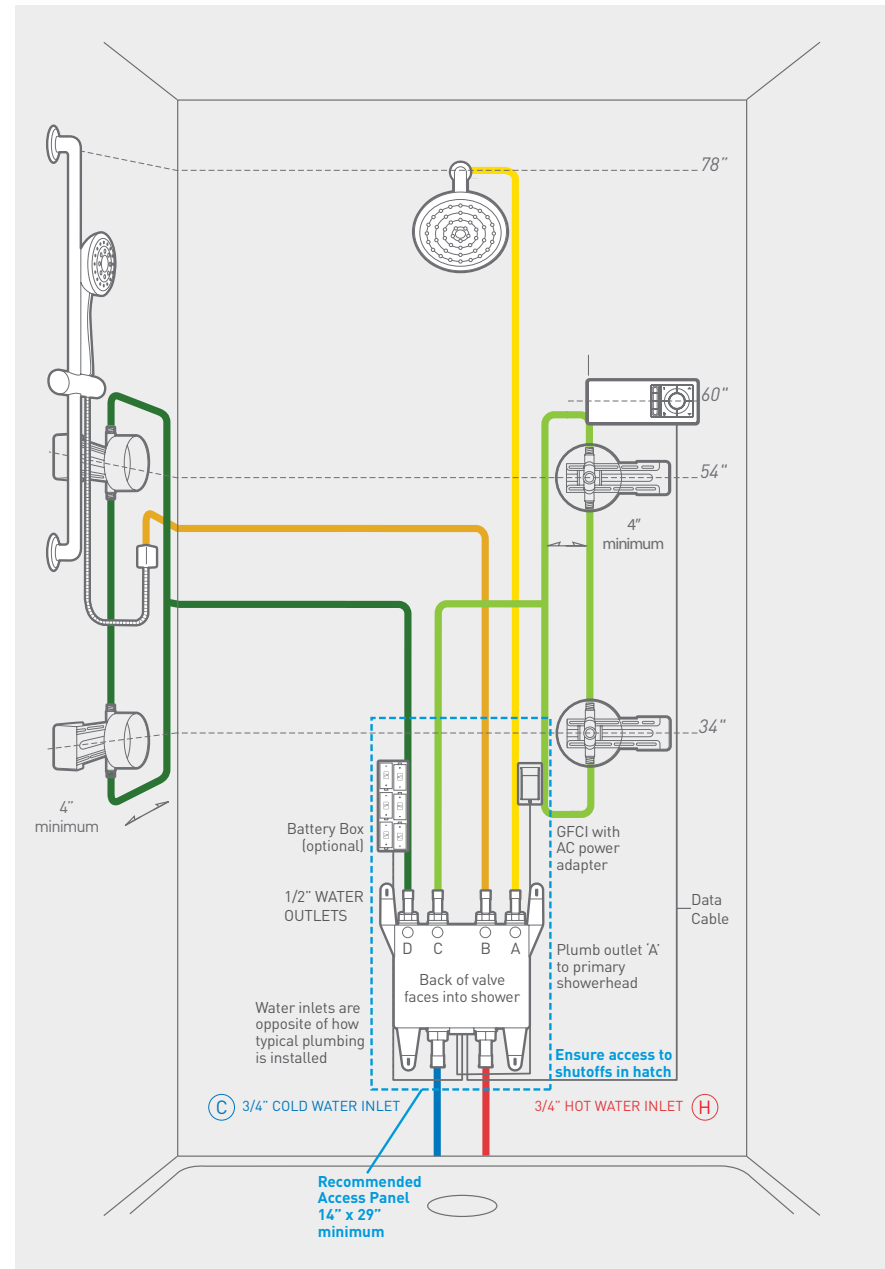 78"
60"
54"
4"
minimum
34"
4"
minimum
Battery Box
(optional)
GFCI with
AC power
adapter
1/2" WATER
OUTLETS
Data
Cable
D C B A
Back of valve
faces into shower
Plumb outlet 'A'
to primary
showerhead
Water inlets are
opposite of how
typical plumbing
is installed
Ensure access to
shutoffs in hatch
C 3/4" COLD WATER INLET
3/4" HOT WATER INLET H
Recommended
Access Panel
14" x 29"
minimum